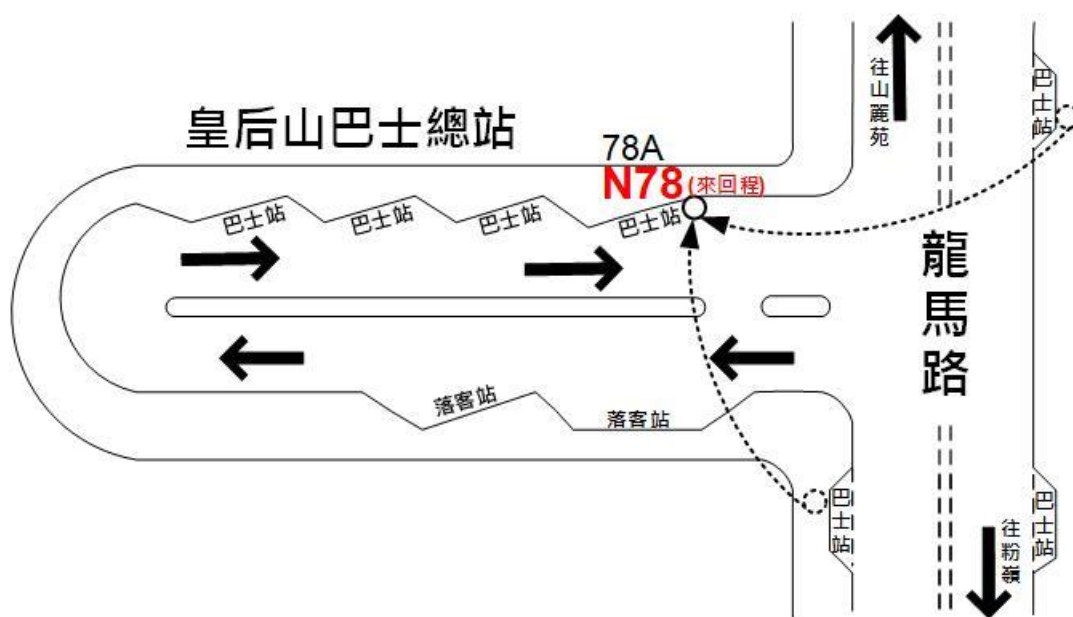 皇后山巴士總站
78A
N78(來回程)
巴士站
巴士站
巴士站
巴士站
往山麗苑
巴士站
龍馬路
落客站
落客站
巴士站
往粉嶺
巴士站